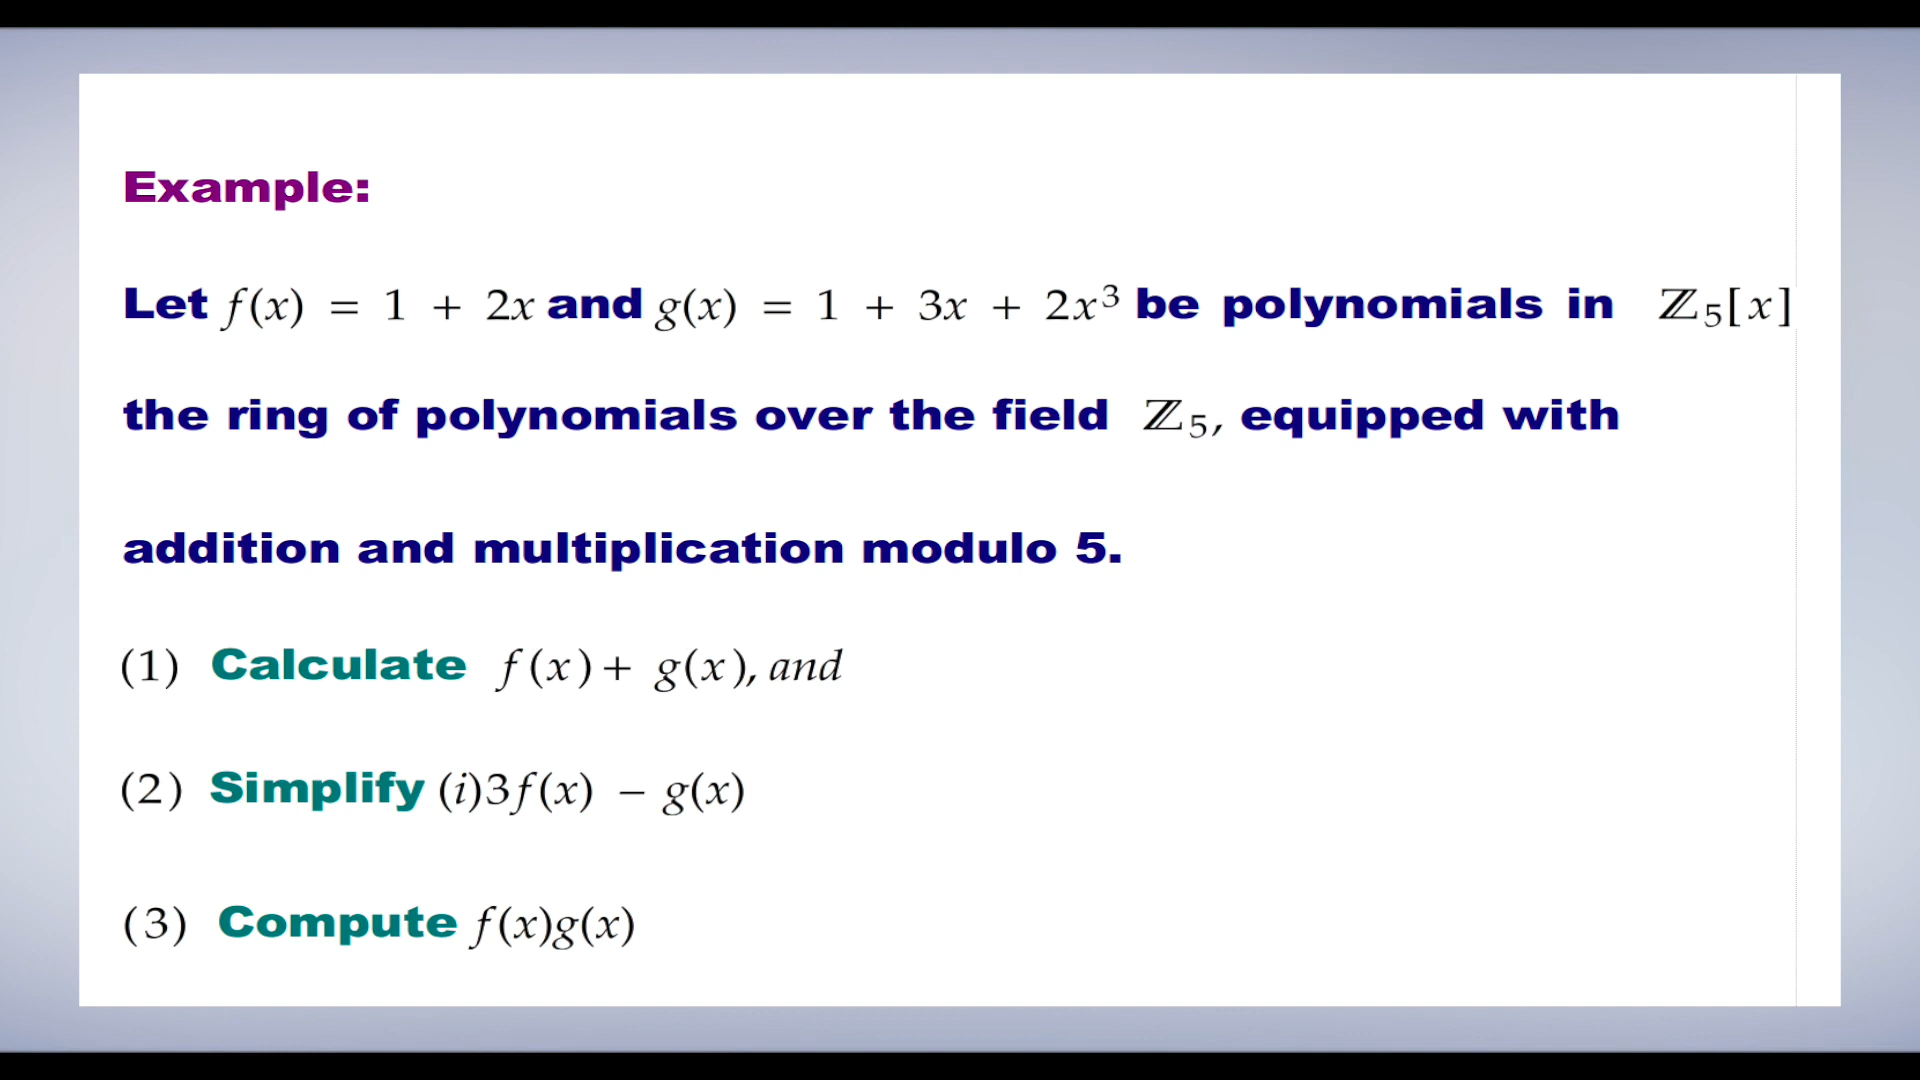 Example:
Let f(x) = 1 + 2x and g(x) = 1 + 3x + 2x³ be polynomials in ℤ₅[x]
the ring of polynomials over the field ℤ₅, equipped with
addition and multiplication modulo 5.
(1) Calculate f(x)+ g(x), and
(2) Simplify (i)3f(x) − g(x)
(3) Compute f(x)g(x)